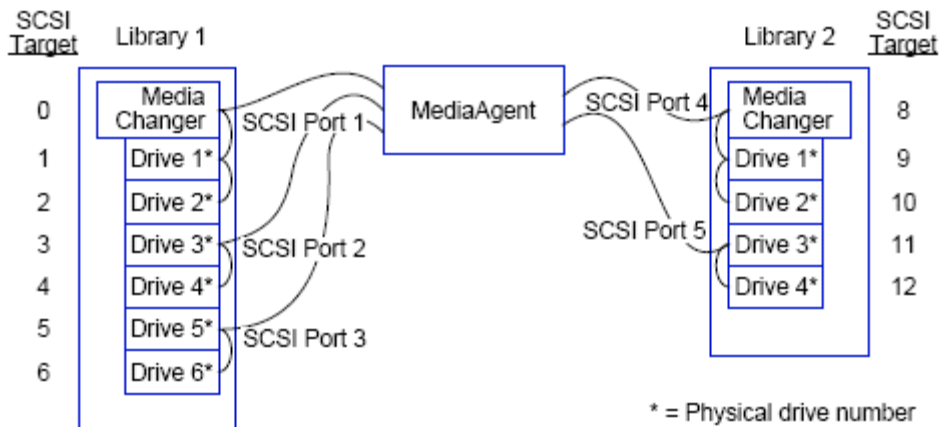 SCSI
Target
Library 1
Library 2
SCSI
Target
0
Media
Changer
SCSI Port 1
MediaAgent
SCSI Port 4
Media
Changer
8
1
Drive 1*
Drive 1*
9
2
Drive 2*
Drive 2*
10
3
Drive 3*
SCSI Port 2
SCSI Port 5
Drive 3*
11
4
Drive 4*
Drive 4*
12
5
Drive 5*
SCSI Port 3
6
Drive 6*
* = Physical drive number